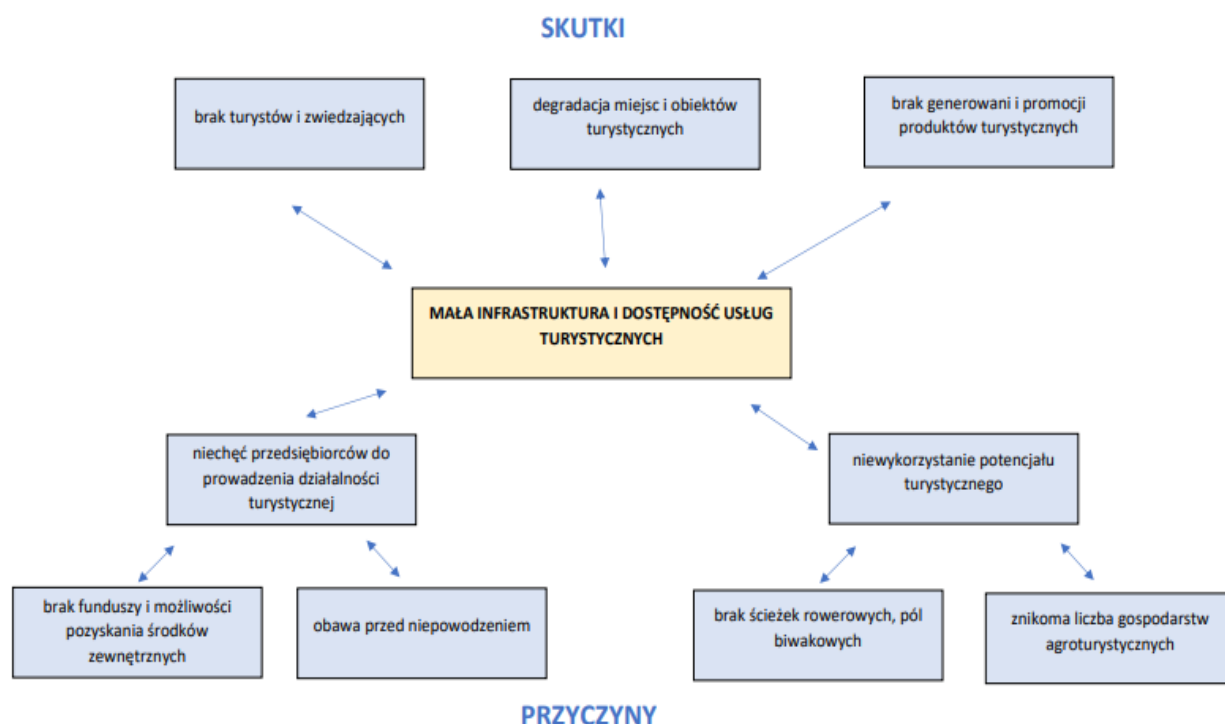 SKUTKI
brak turystów i zwiedzających
degradacja miejsc i obiektów
turystycznych
brak generowani i promocji
produktów turystycznych
MAŁA INFRASTRUKTURA I DOSTĘPNOŚĆ USŁUG
TURYSTYCZNYCH
niechęć przedsiębiorców do
prowadzenia działalności
turystycznej
niewykorzystanie potencjału
turystycznego
brak funduszy i możliwości
pozyskania środków
zewnętrznych
obawa przed niepowodzeniem
brak ścieżek rowerowych, pól
biwakowych
znikoma liczba gospodarstw
agroturystycznych
PRZYCZYNY